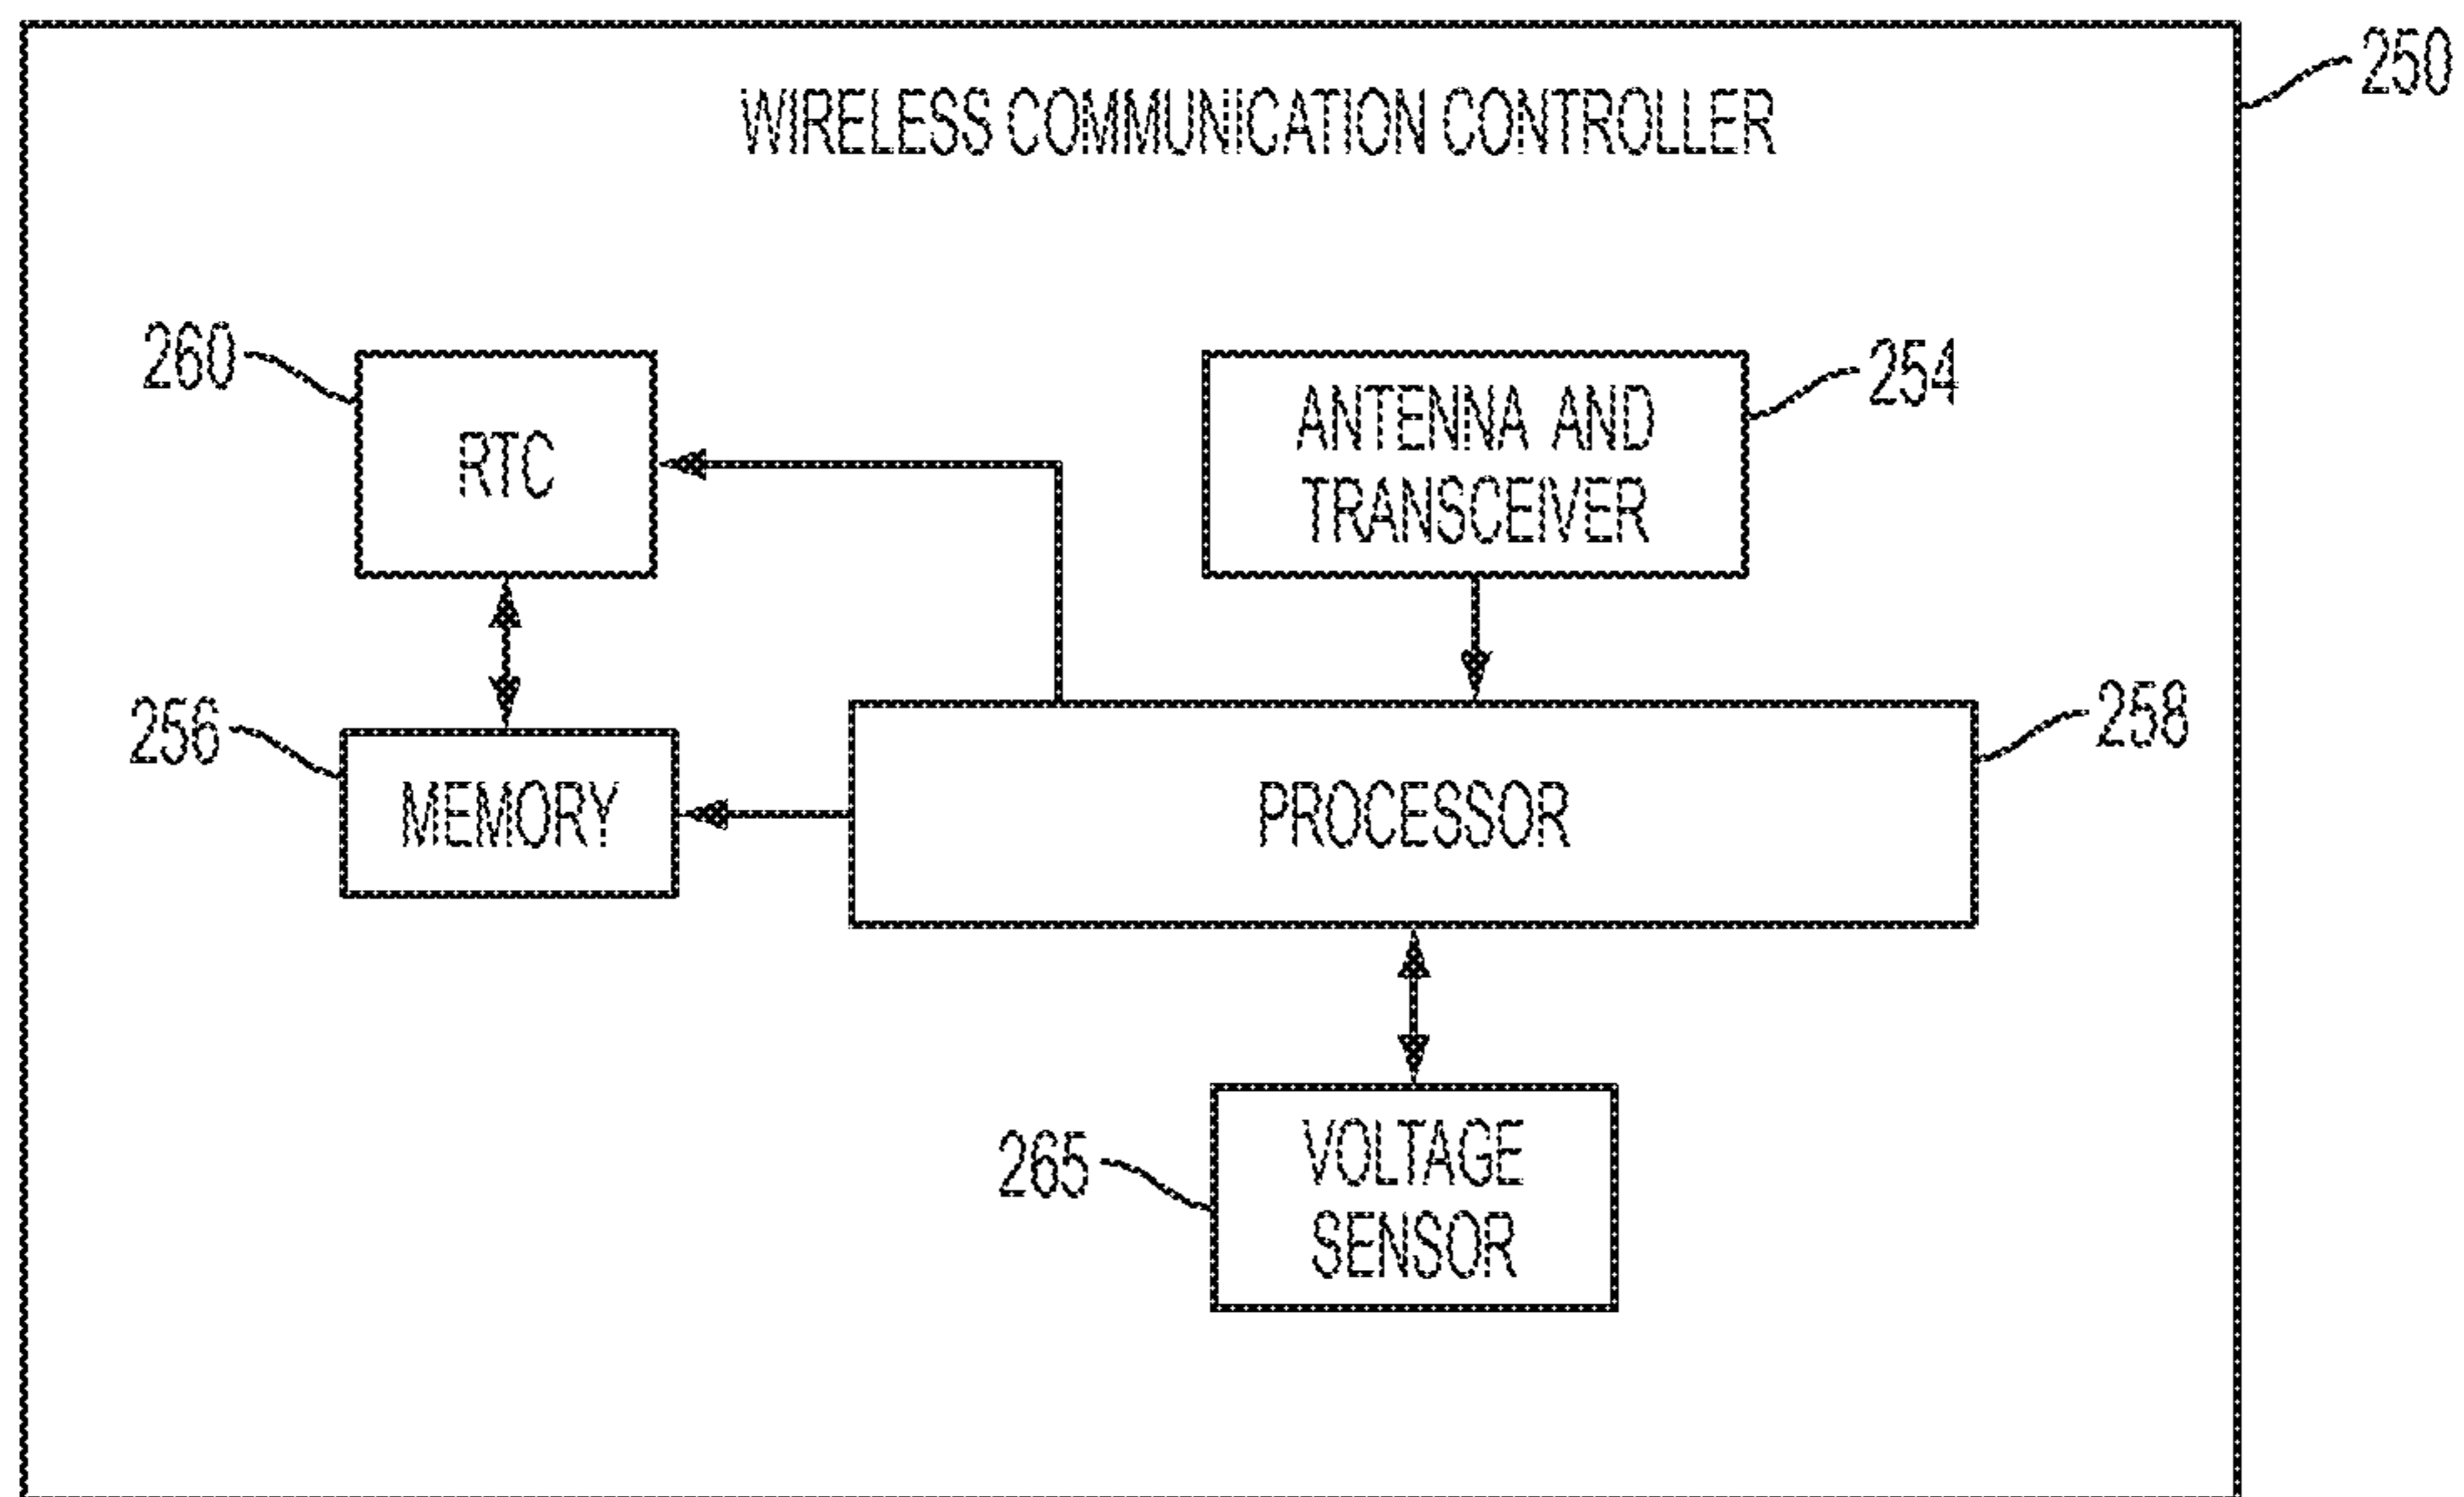 250
WIRELESS COMMUNICATION CONTROLLER
260
RTC
ANTENNA AND
TRANSCEIVER
254
256
MEMORY
PROCESSOR
258
265
VOLTAGE
SENSOR